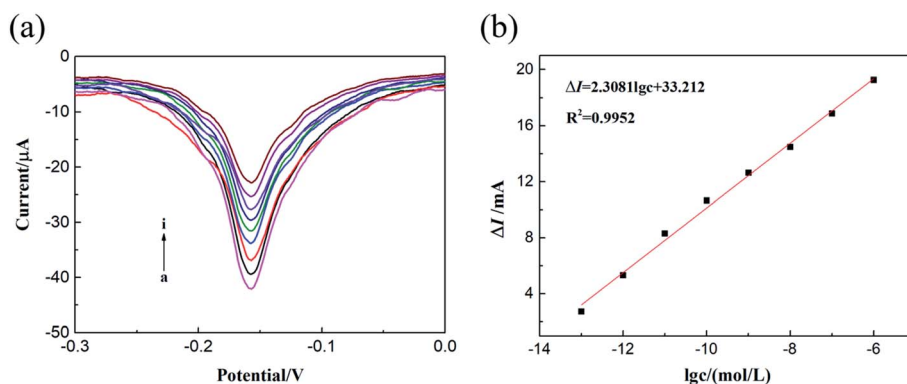 (a)
0
-10
-20
-30
-40
-50
Current/μA
i
a
-0.3
-0.2
-0.1
0.0
Potential/V
(b)
20
16
12
8
4
ΔI /mA
ΔI=2.3081lgc+33.212
R²=0.9952
-14
-12
-10
-8
-6
-4
lgc/(mol/L)